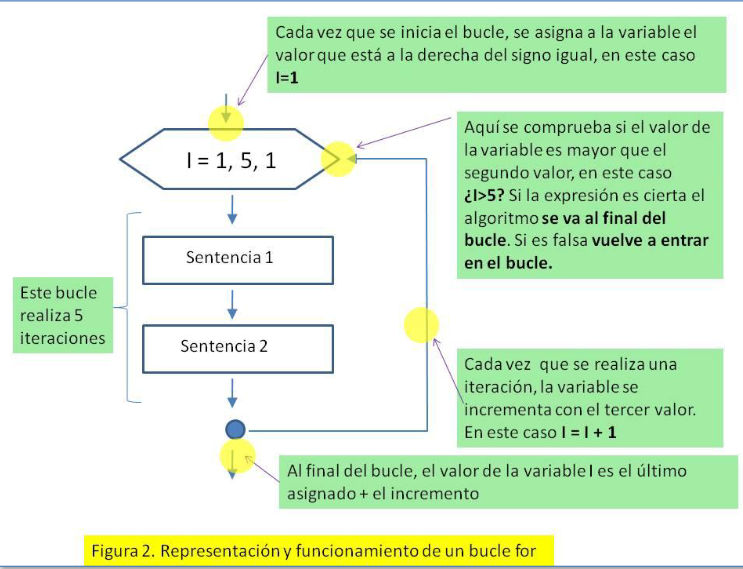 Cada vez que se inicia el bucle, se asigna a la variable el
valor que está a la derecha del signo igual, en este caso
I=1
Aquí se comprueba si el valor de
la variable es mayor que el
segundo valor, en este caso
¿I>5? Si la expresión es cierta el
algoritmo se va al final del
bucle. Si es falsa vuelve a entrar
en el bucle.
I = 1, 5, 1
Sentencia 1
Este bucle
realiza 5
iteraciones
Sentencia 2
Cada vez que se realiza una
iteración, la variable se
incrementa con el tercer valor.
En este caso I = I + 1
Al final del bucle, el valor de la variable I es el último
asignado + el incremento
Figura 2. Representación y funcionamiento de un bucle for